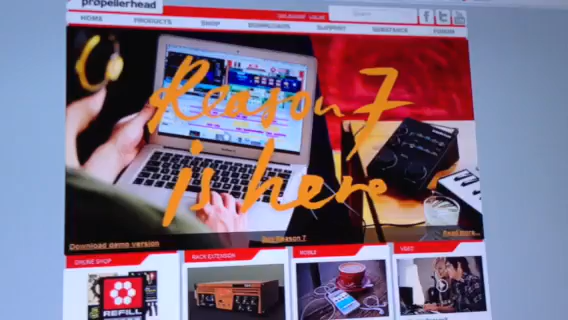 propellerhead
HOME PRODUCTS SHOP DOWNLOADS SUPPORT SUBSTANCE FORUM
Reason 7
is here
Download demo version Buy Reason 7 Read more...
ONLINE SHOP RACK EXTENSION MOBILE VIDEO
REFILL